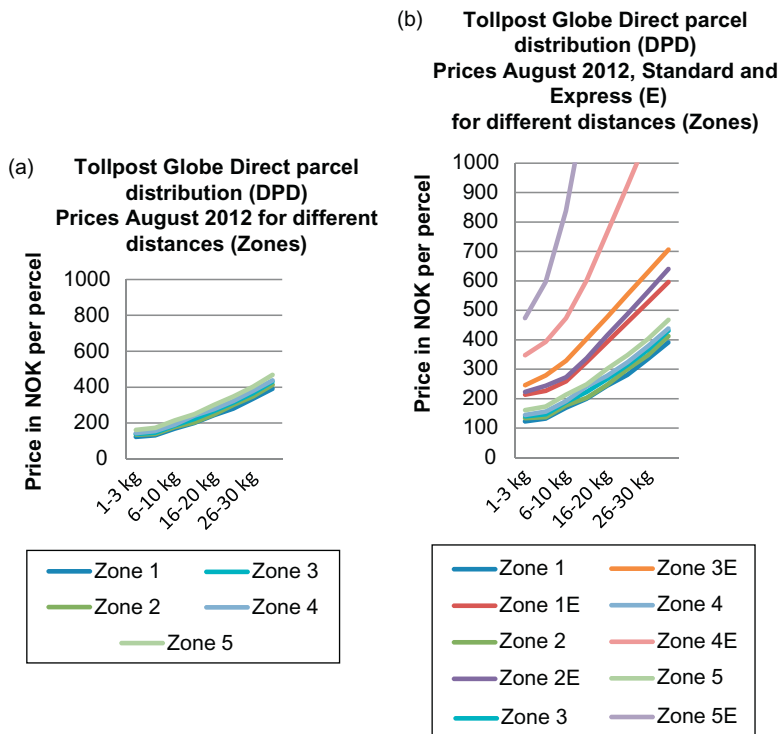 (a)
Tollpost Globe Direct parcel
distribution (DPD)
Prices August 2012 for different
distances (Zones)
Price in NOK per percel
1000
800
600
400
200
0
1-3 kg
6-10 kg
16-20 kg
26-30 kg
Zone 1
Zone 3
Zone 2
Zone 4
Zone 5
(b)
Tollpost Globe Direct parcel
distribution (DPD)
Prices August 2012, Standard and
Express (E)
for different distances (Zones)
Price in NOK per percel
1000
900
800
700
600
500
400
300
200
100
0
1-3 kg
6-10 kg
16-20 kg
26-30 kg
Zone 1
Zone 3E
Zone 1E
Zone 4
Zone 2
Zone 4E
Zone 2E
Zone 5
Zone 3
Zone 5E